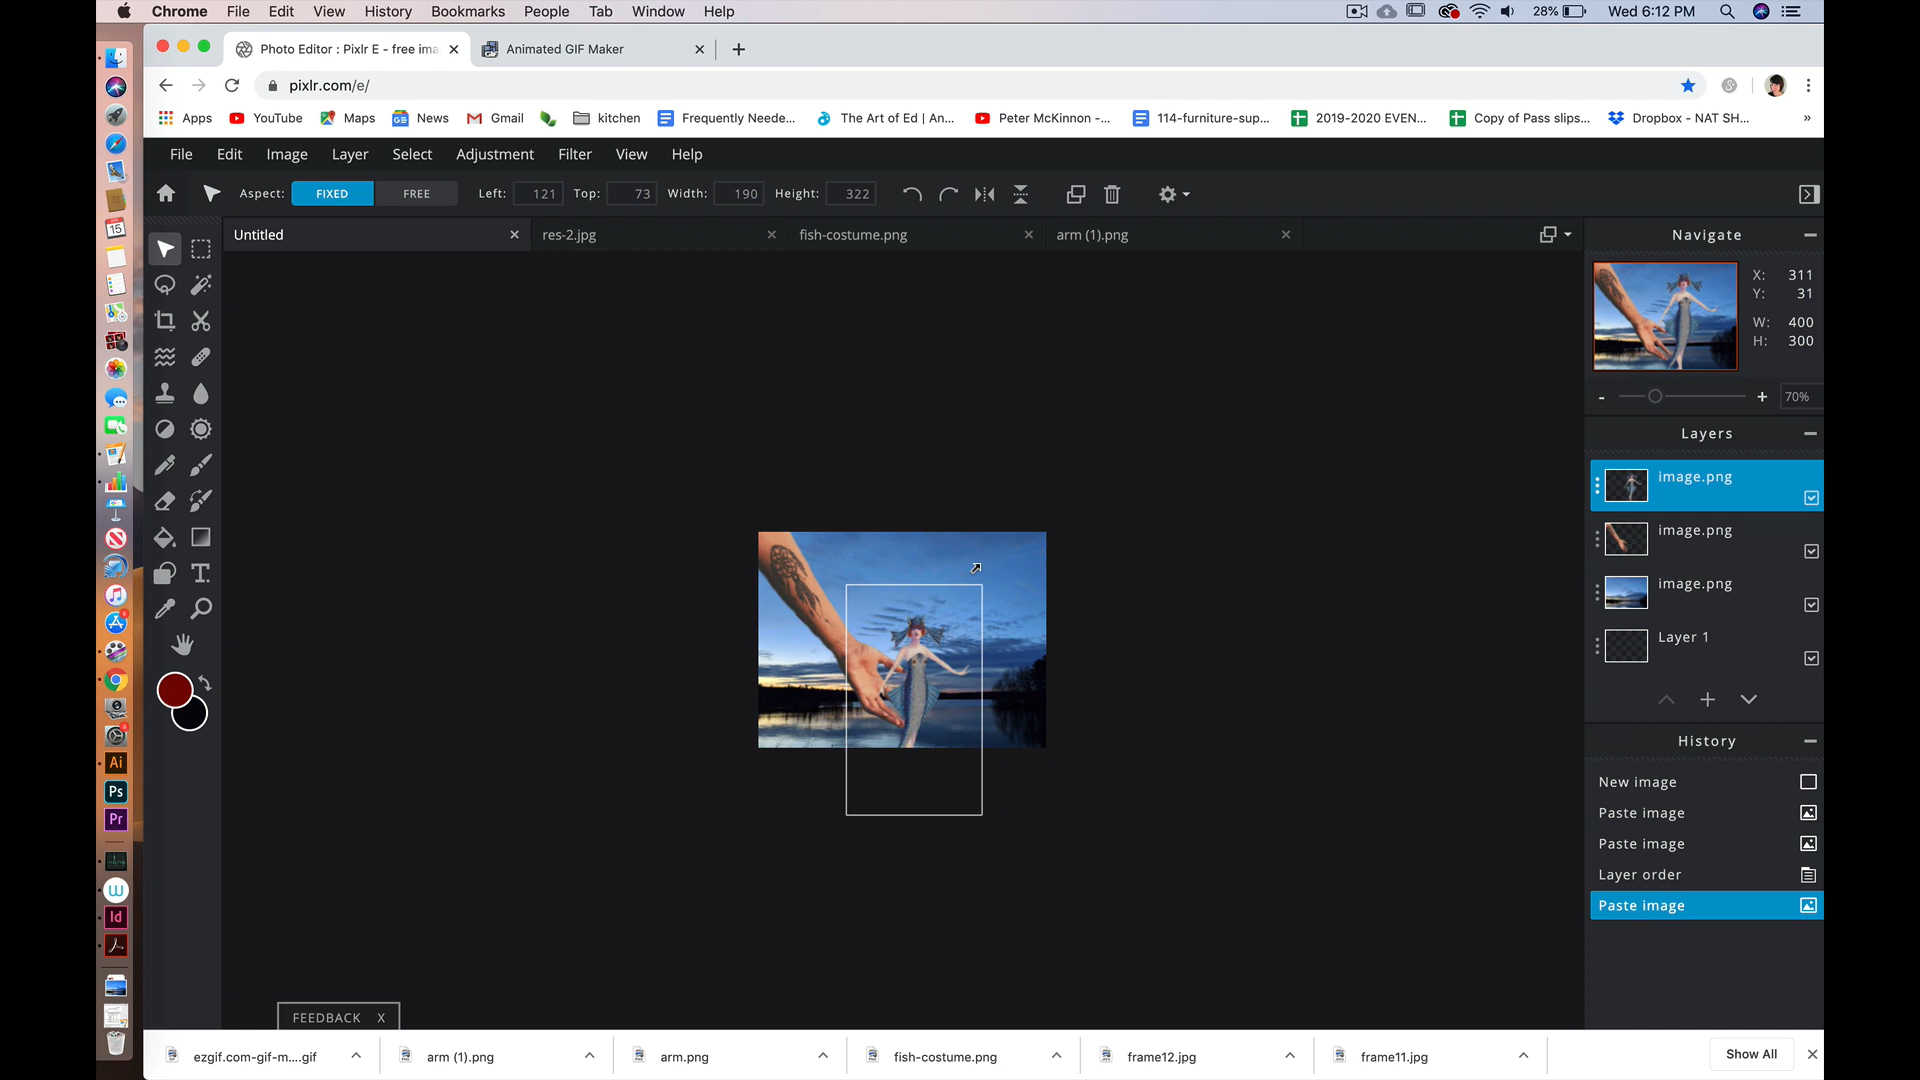 Chrome File Edit View History Bookmarks People Tab Window Help 28% Wed 6:12 PM
Photo Editor : Pixlr E - free ima Animated GIF Maker
pixlr.com/e/
Apps YouTube Maps News Gmail kitchen Frequently Neede... The Art of Ed | An... Peter McKinnon -... 114-furniture-sup... 2019-2020 EVEN... Copy of Pass slips... Dropbox - NAT SH... »
File Edit Image Layer Select Adjustment Filter View Help
Aspect: FIXED FREE Left: 121 Top: 73 Width: 190 Height: 322
Untitled res-2.jpg fish-costume.png arm (1).png
Navigate
X: 311
Y: 31
W: 400
H: 300
- + 70%
Layers
image.png
image.png
image.png
Layer 1
History
New image
Paste image
Paste image
Layer order
Paste image
FEEDBACK X
ezgif.com-gif-m....gif arm (1).png arm.png fish-costume.png frame12.jpg frame11.jpg Show All
15
Ai
Ps
Pr
W
Id